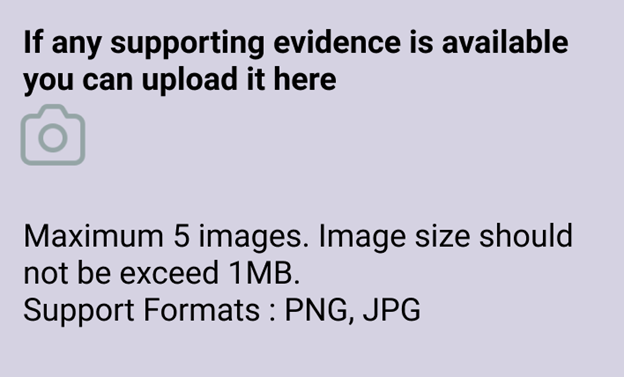 If any supporting evidence is available
you can upload it here
Maximum 5 images. Image size should
not be exceed 1MB.
Support Formats : PNG, JPG